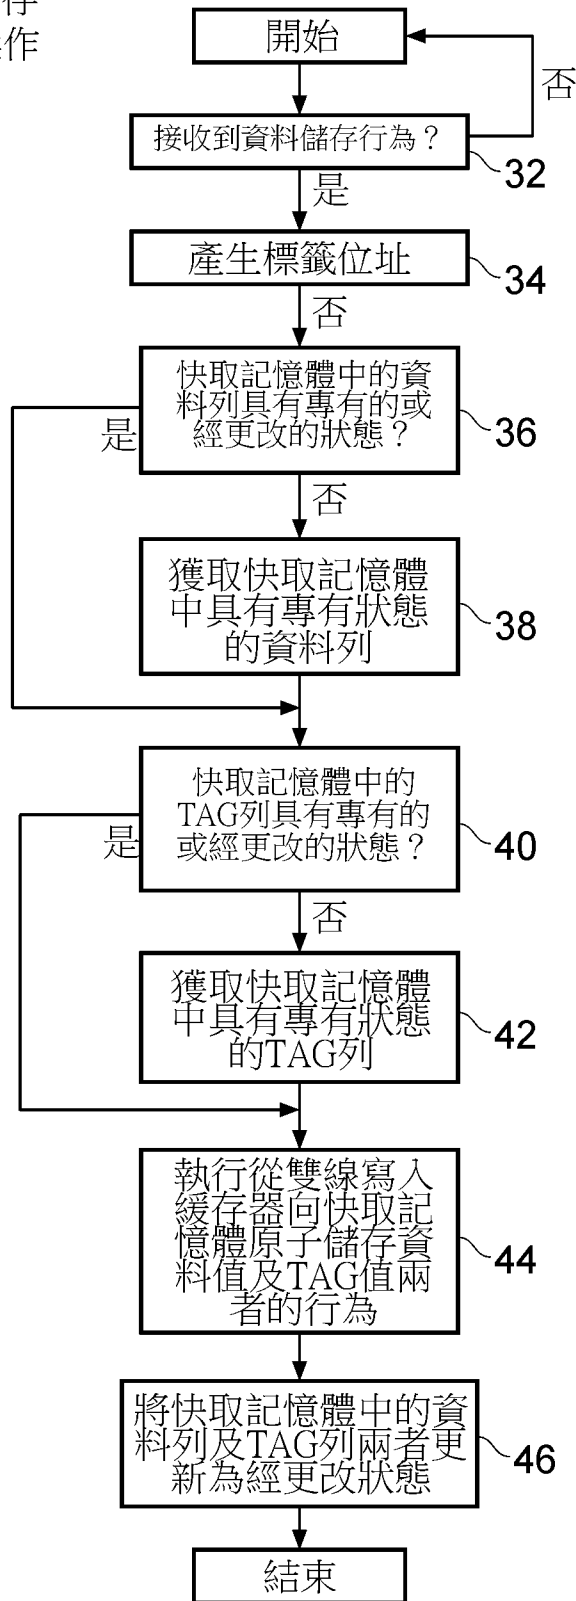 存
作
開始
否
接收到資料儲存行為？
32
是
產生標籤位址
34
否
快取記憶體中的資
料列具有專有的或
經更改的狀態？
36
是
否
獲取快取記憶體
中具有專有狀態
的資料列
38
快取記憶體中的
TAG列具有專有的
或經更改的狀態？
40
是
否
獲取快取記憶體
中具有專有狀態
的TAG列
42
執行從雙線寫入
緩存器向快取記
憶體原子儲存資
料值及TAG值兩
者的行為
44
將快取記憶體中的資
料列及TAG列兩者更
新為經更改狀態
46
結束